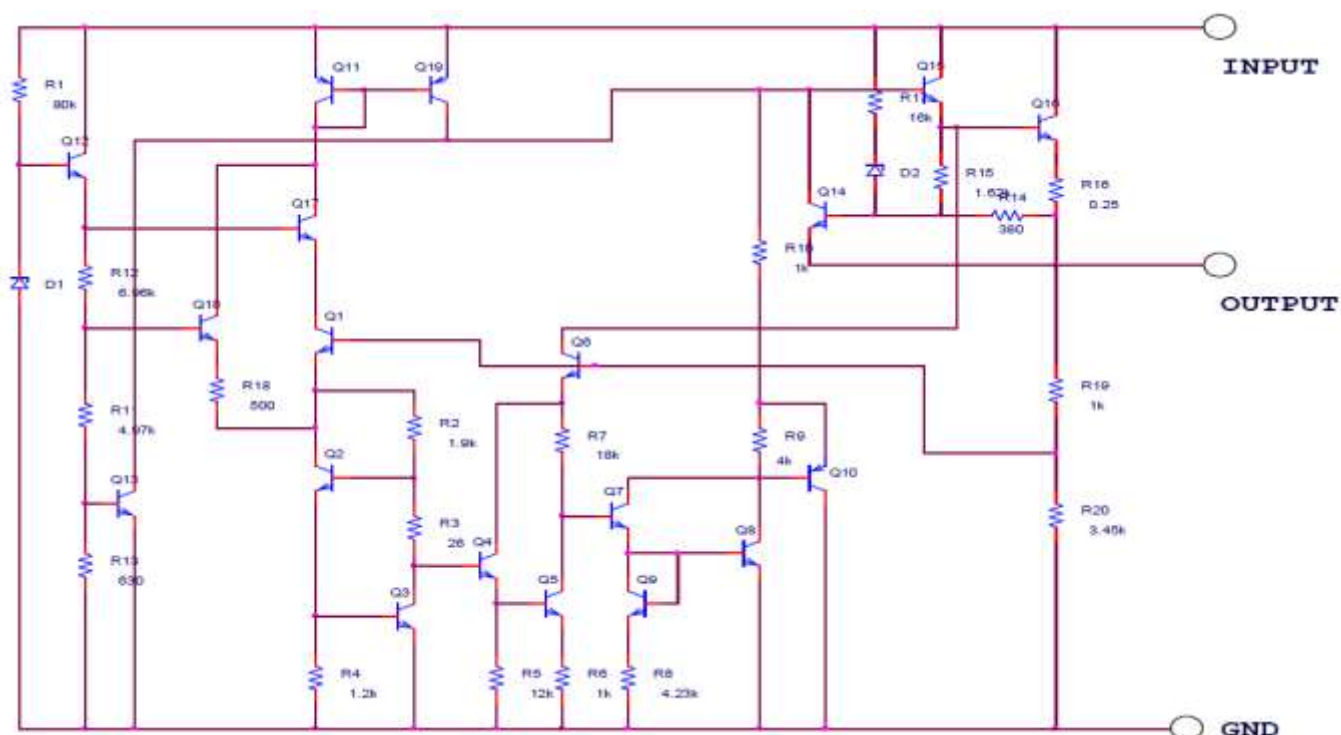 INPUT
Q11
Q19
Q15
R1
80k
R17
16k
Q16
Q12
D2
R15
1.62k
R16
0.25
Q14
R14
380
Q17
R10
1k
OUTPUT
D1
R12
6.96k
Q18
Q1
Q6
R18
500
R2
1.9k
R19
1k
R11
4.97k
R7
18k
R9
4k
Q2
Q10
Q13
Q7
R3
26
Q4
Q8
R20
3.45k
R13
630
Q5
Q9
Q3
R4
1.2k
R5
12k
R6
1k
R8
4.23k
GND